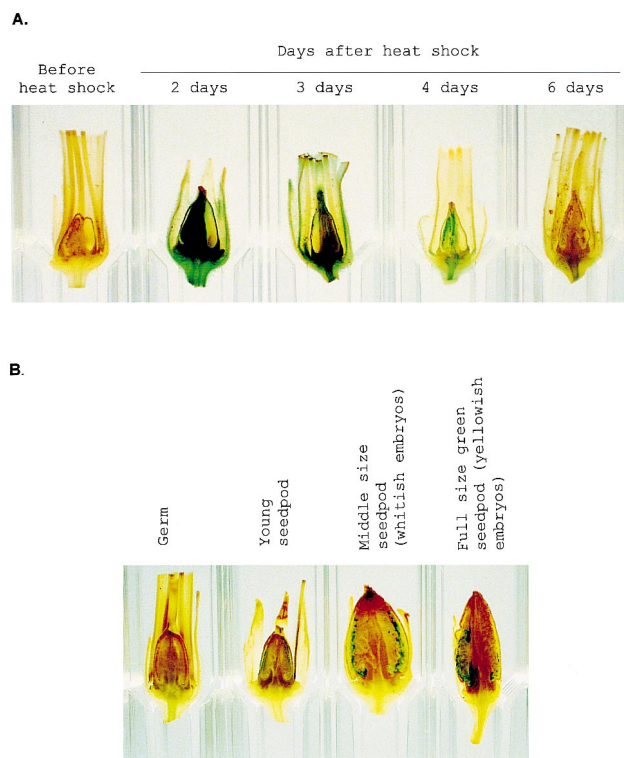 A.
Days after heat shock
Before
heat shock
2 days
3 days
4 days
6 days
B.
Germ
Young
seedpod
Middle size
seedpod
(whitish embryos)
Full size green
seedpod (yellowish
embryos)